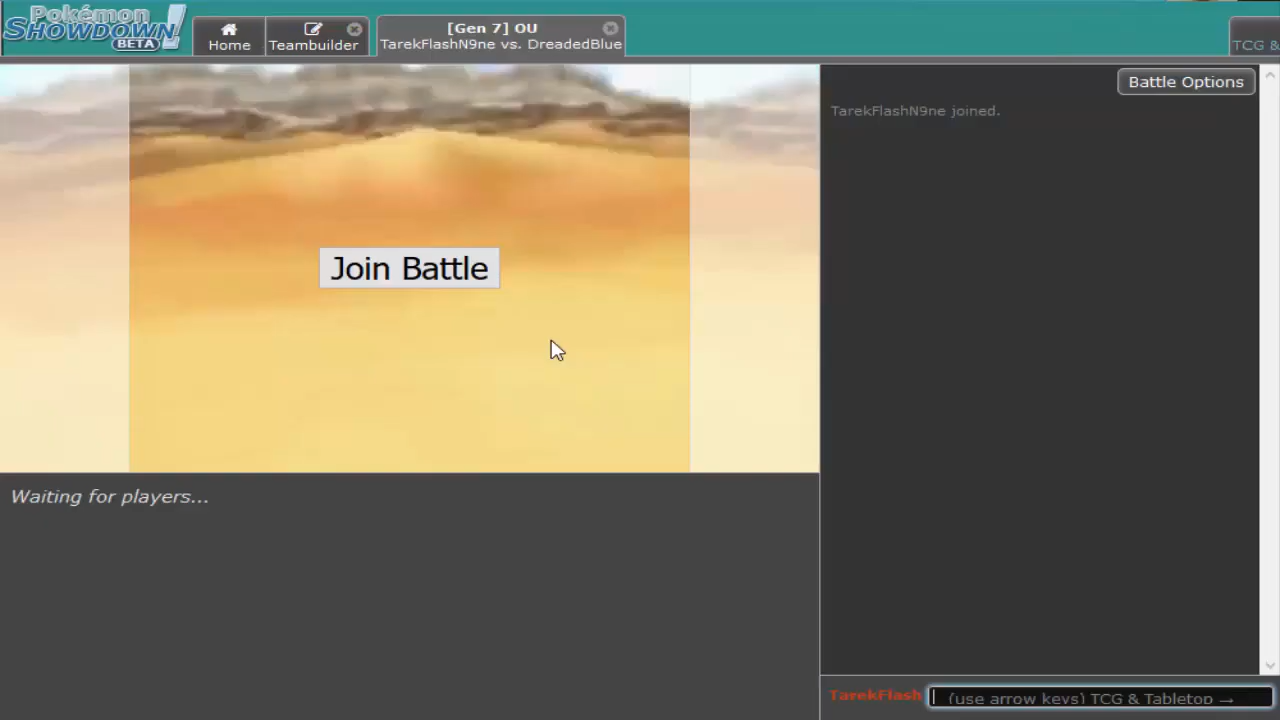 Pokémon
SHOWDOWN!
BETA
Home
Teambuilder
[Gen 7] OU
TarekFlashN9ne vs. DreadedBlue
TCG &
Battle Options
TarekFlashN9ne joined.
Join Battle
Waiting for players...
TarekFlash
(use arrow keys) TCG & Tabletop →